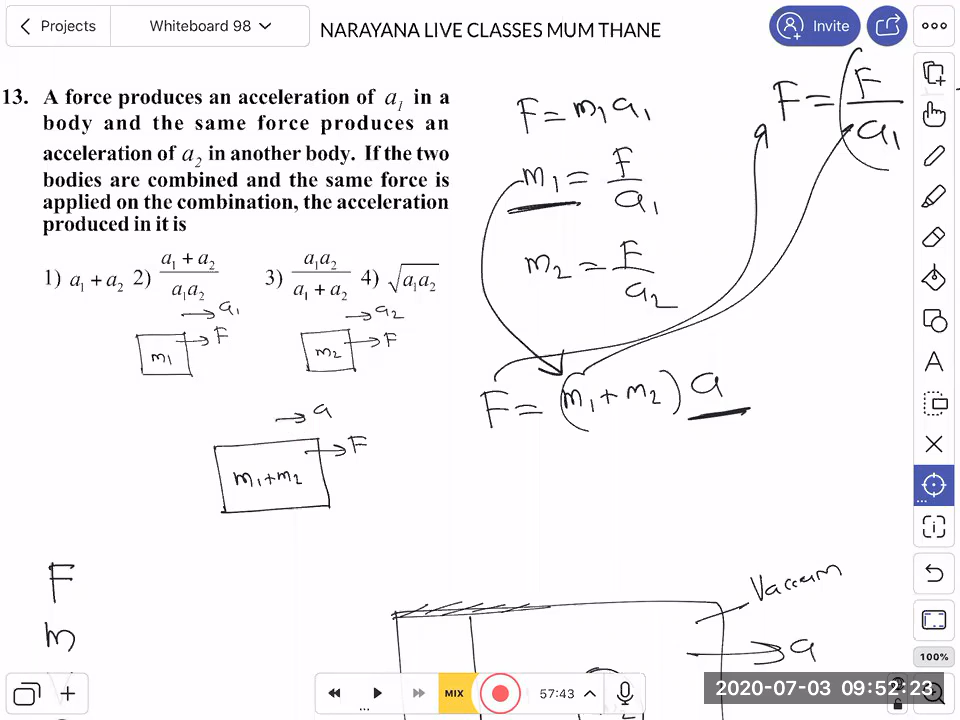 Projects
Whiteboard 98
NARAYANA LIVE CLASSES MUM THANE
Invite
13. A force produces an acceleration of a₁ in a
body and the same force produces an
acceleration of a₂ in another body. If the two
bodies are combined and the same force is
applied on the combination, the acceleration
produced in it is
1) a₁ + a₂ 2) (a₁ + a₂)/(a₁a₂) 3) (a₁a₂)/(a₁ + a₂) 4) √(a₁a₂)
a₁
F
m₁
a₂
F
m₂
a
F
m₁+m₂
F = m₁a₁
m₁ = F/a₁
m₂ = F/a₂
F = (m₁ + m₂) a
F = (F/a₁
F
m
Vaccum
a
A
100%
MIX
57:43
2020-07-03 09:52:23